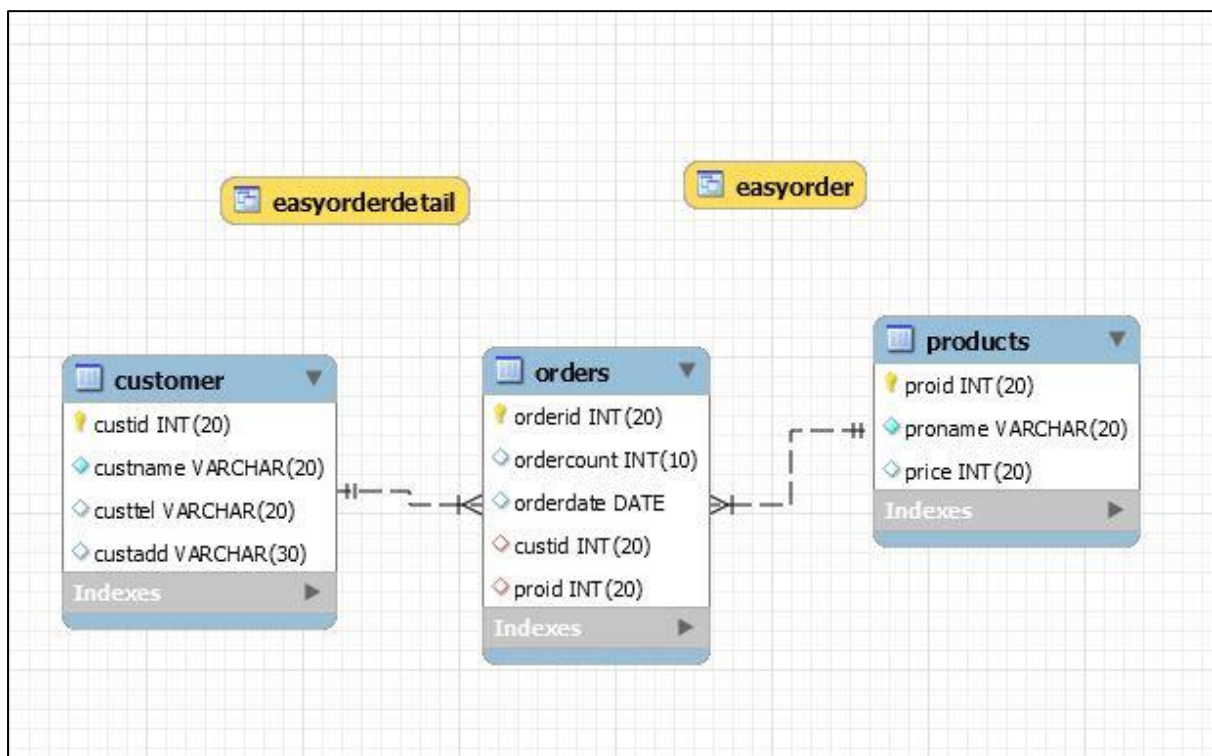 easyorderdetail
easyorder
customer
custid INT(20)
custname VARCHAR(20)
custtel VARCHAR(20)
custadd VARCHAR(30)
Indexes
orders
orderid INT(20)
ordercount INT(10)
orderdate DATE
custid INT(20)
proid INT(20)
Indexes
products
proid INT(20)
proname VARCHAR(20)
price INT(20)
Indexes